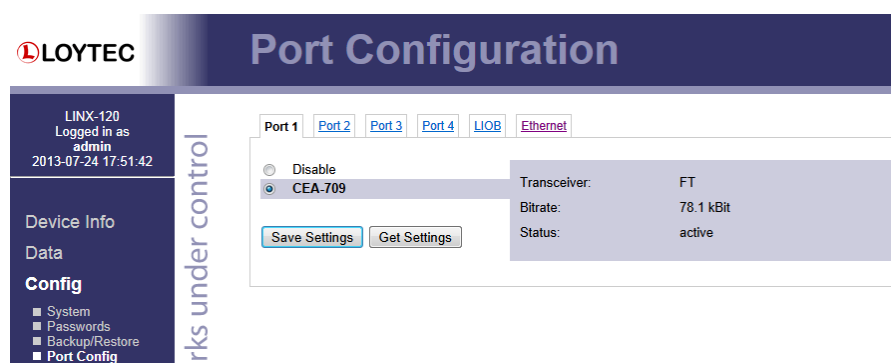 LOYTEC
Port Configuration
LINX-120
Logged in as
admin
2013-07-24 17:51:42
Device Info
Data
Config
System
Passwords
Backup/Restore
Port Config
rks under control
Port 1 Port 2 Port 3 Port 4 LIOB Ethernet
Disable
CEA-709
Save Settings Get Settings
Transceiver: FT
Bitrate: 78.1 kBit
Status: active